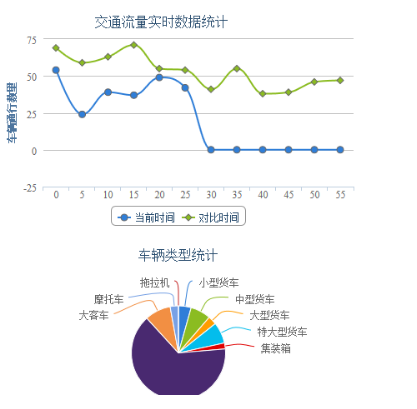 交通流量实时数据统计
75
50
25
0
-25
车辆通行数量
0 5 10 15 20 25 30 35 40 45 50 55
当前时间 对比时间
车辆类型统计
拖拉机 小型货车
摩托车 中型货车
大客车 大型货车
特大型货车
集装箱